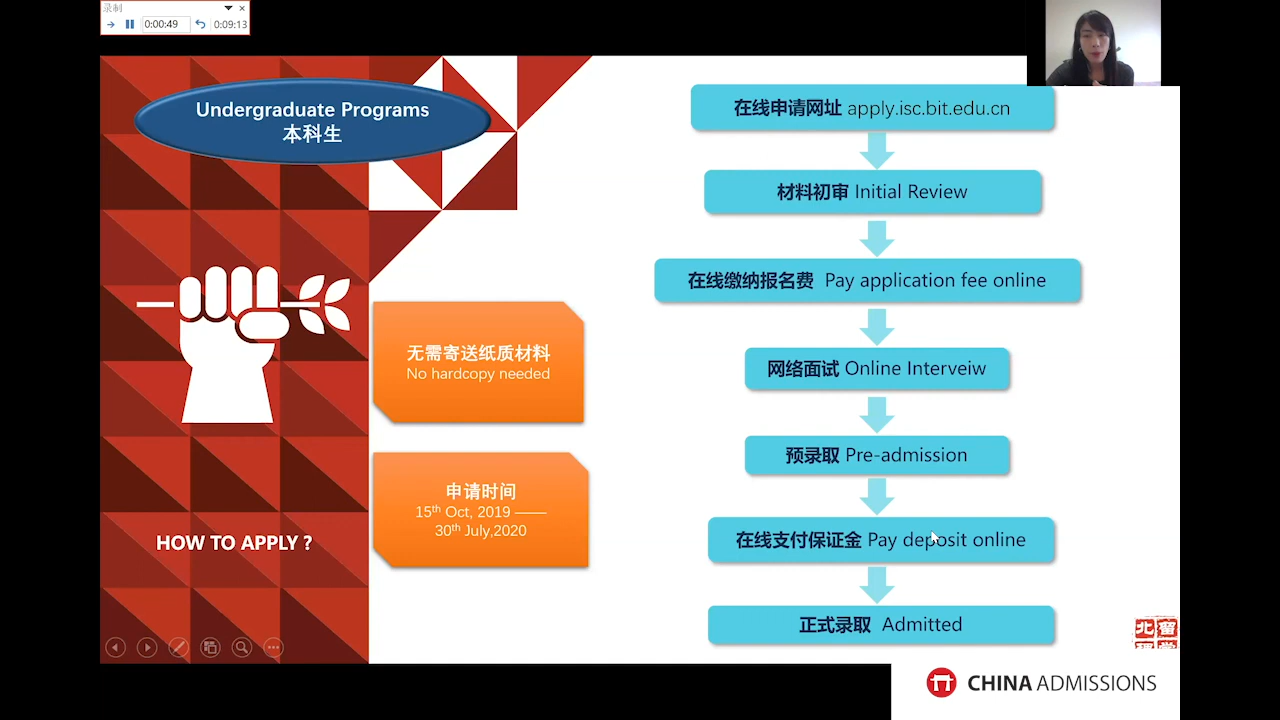 录制
0:00:49
0:09:13
Undergraduate Programs
本科生
HOW TO APPLY ?
无需寄送纸质材料
No hardcopy needed
申请时间
15th Oct, 2019 ——
30th July,2020
在线申请网址 apply.isc.bit.edu.cn
材料初审 Initial Review
在线缴纳报名费 Pay application fee online
网络面试 Online Interveiw
预录取 Pre-admission
在线支付保证金 Pay deposit online
正式录取 Admitted
CHINA ADMISSIONS